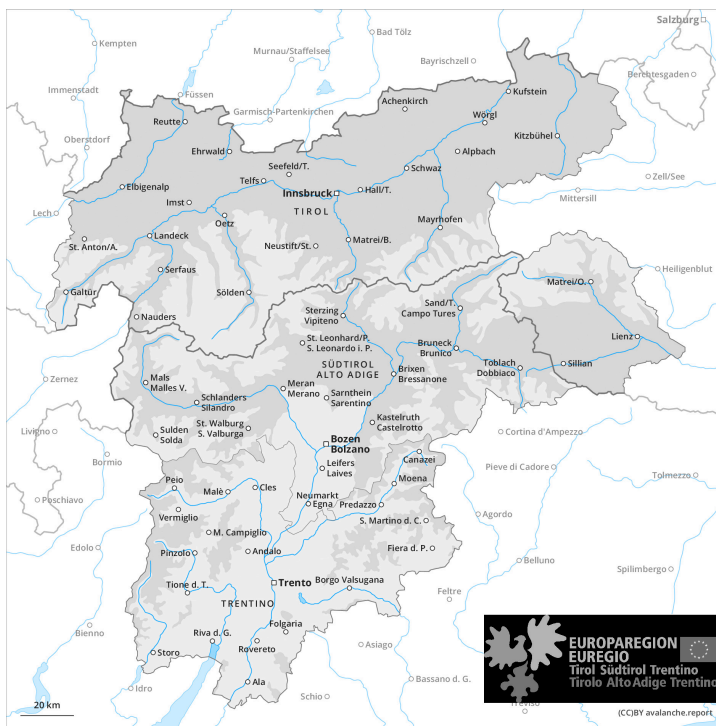 Salzburg
Kempten
Bad Tölz
Murnau/Staffelsee
Bayrischzell
Berchtesgaden
Immenstadt
Füssen
Kufstein
Achenkirch
Garmisch-Partenkirchen
Wörgl
Reutte
Oberstdorf
Kitzbühel
Ehrwald
Alpbach
Seefeld/T.
Schwaz
Telfs
Zell/See
Elbigenalp
Innsbruck
Hall/T.
Mittersill
Imst
TIROL
Lech
Oetz
Mayrhofen
Landeck
Matrei/B.
St. Anton/A.
Neustift/St.
Serfaus
Heiligenblut
Matrei/O.
Galtür
Sölden
Sand/T.
Campo Tures
Nauders
Sterzing
Vipiteno
Lienz
St. Leonhard/P.
S. Leonardo i. P.
Bruneck
Brunico
SÜDTIROL
ALTO ADIGE
Toblach
Dobbiaco
Sillian
Brixen
Bressanone
Zernez
Mals
Malles V.
Meran
Merano
Sarnthein
Sarentino
Schlanders
Silandro
Kastelruth
Castelrotto
St. Walburg
S. Valburga
Livigno
Sulden
Solda
Cortina d'Ampezzo
Bozen
Bolzano
Canazei
Bormio
Leifers
Laives
Pieve di Cadore
Peio
Moena
Tolmezzo
Malè
Cles
Neumarkt
Egna
Predazzo
Poschiavo
Vermiglio
Agordo
S. Martino d. C.
M. Campiglio
Edolo
Pinzolo
Andalo
Fiera d. P.
Belluno
Spilimbergo
Trento
Borgo Valsugana
Tione d. T.
Feltre
TRENTINO
Folgaria
Bienno
Riva d. G.
Rovereto
Asiago
Storo
Ala
Bassano d. G.
Idro
Schio
Treviso
EUROPAREGION
EUREGIO
Tirol Südtirol Trentino
Tirolo Alto Adige Trentino
20 km
(CC)BY avalanche.report